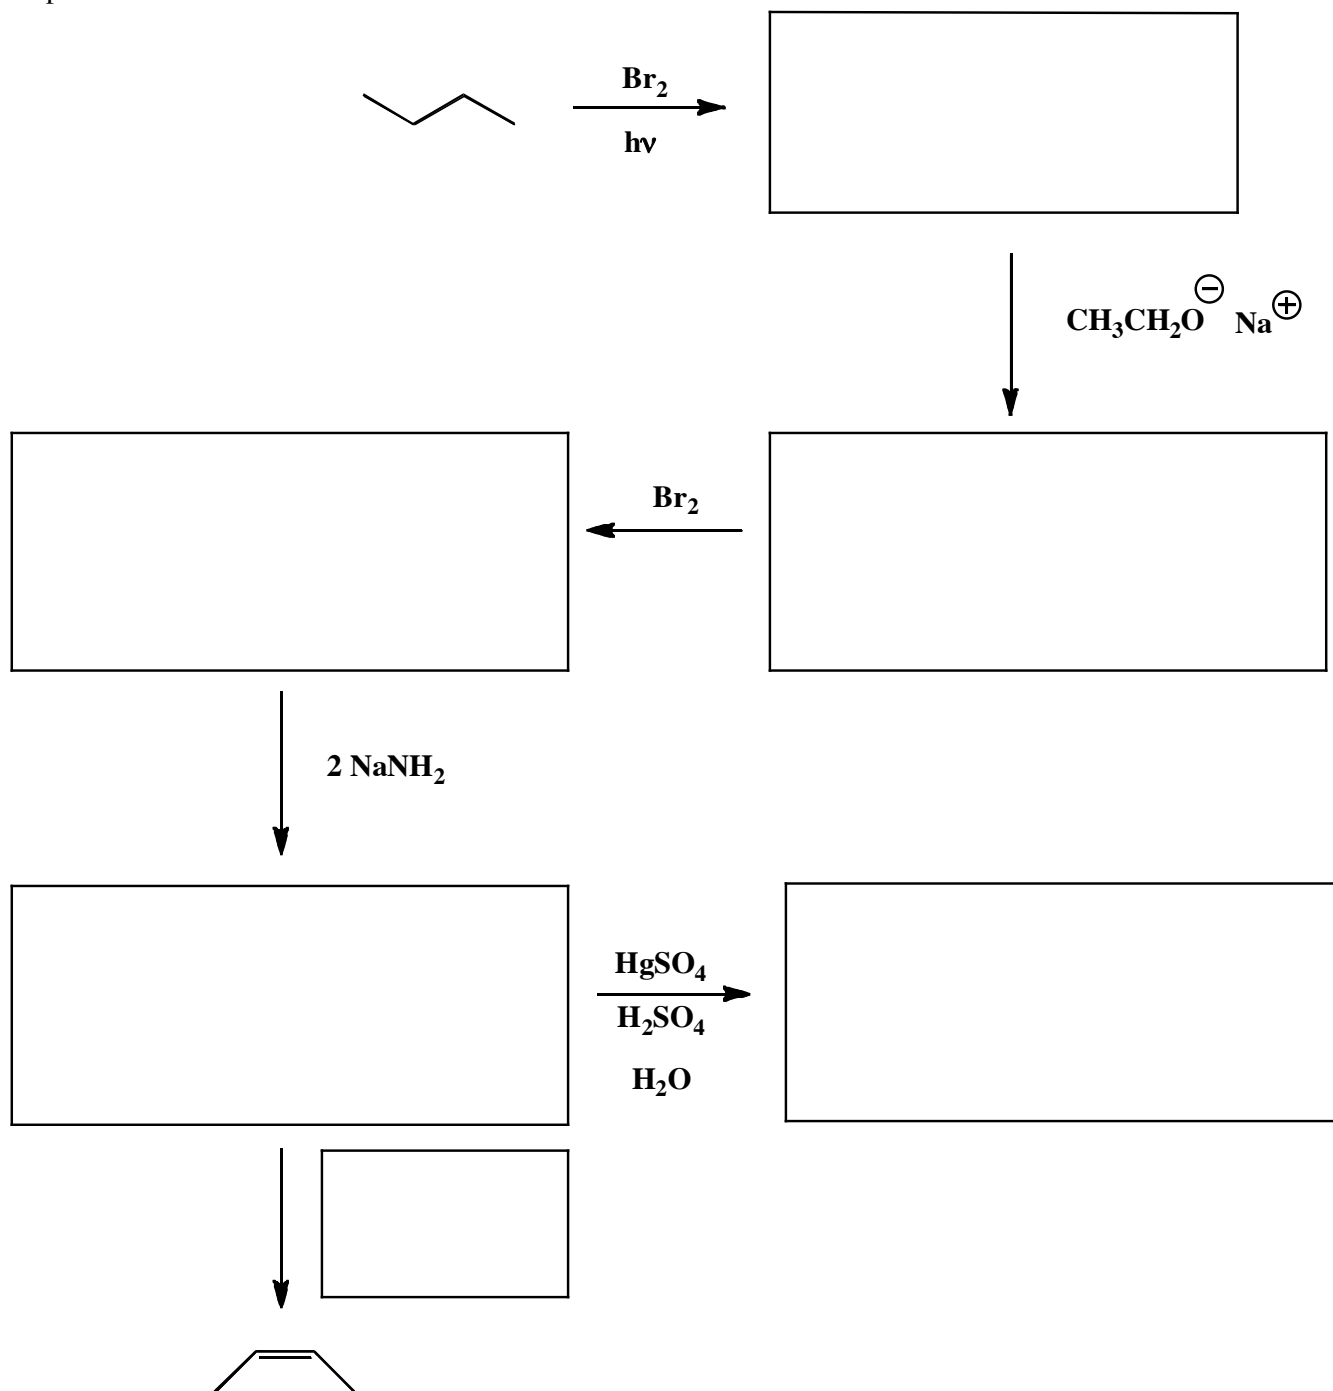 Br₂
hν
CH₃CH₂O⊖ Na⊕
Br₂
2 NaNH₂
HgSO₄
H₂SO₄
H₂O